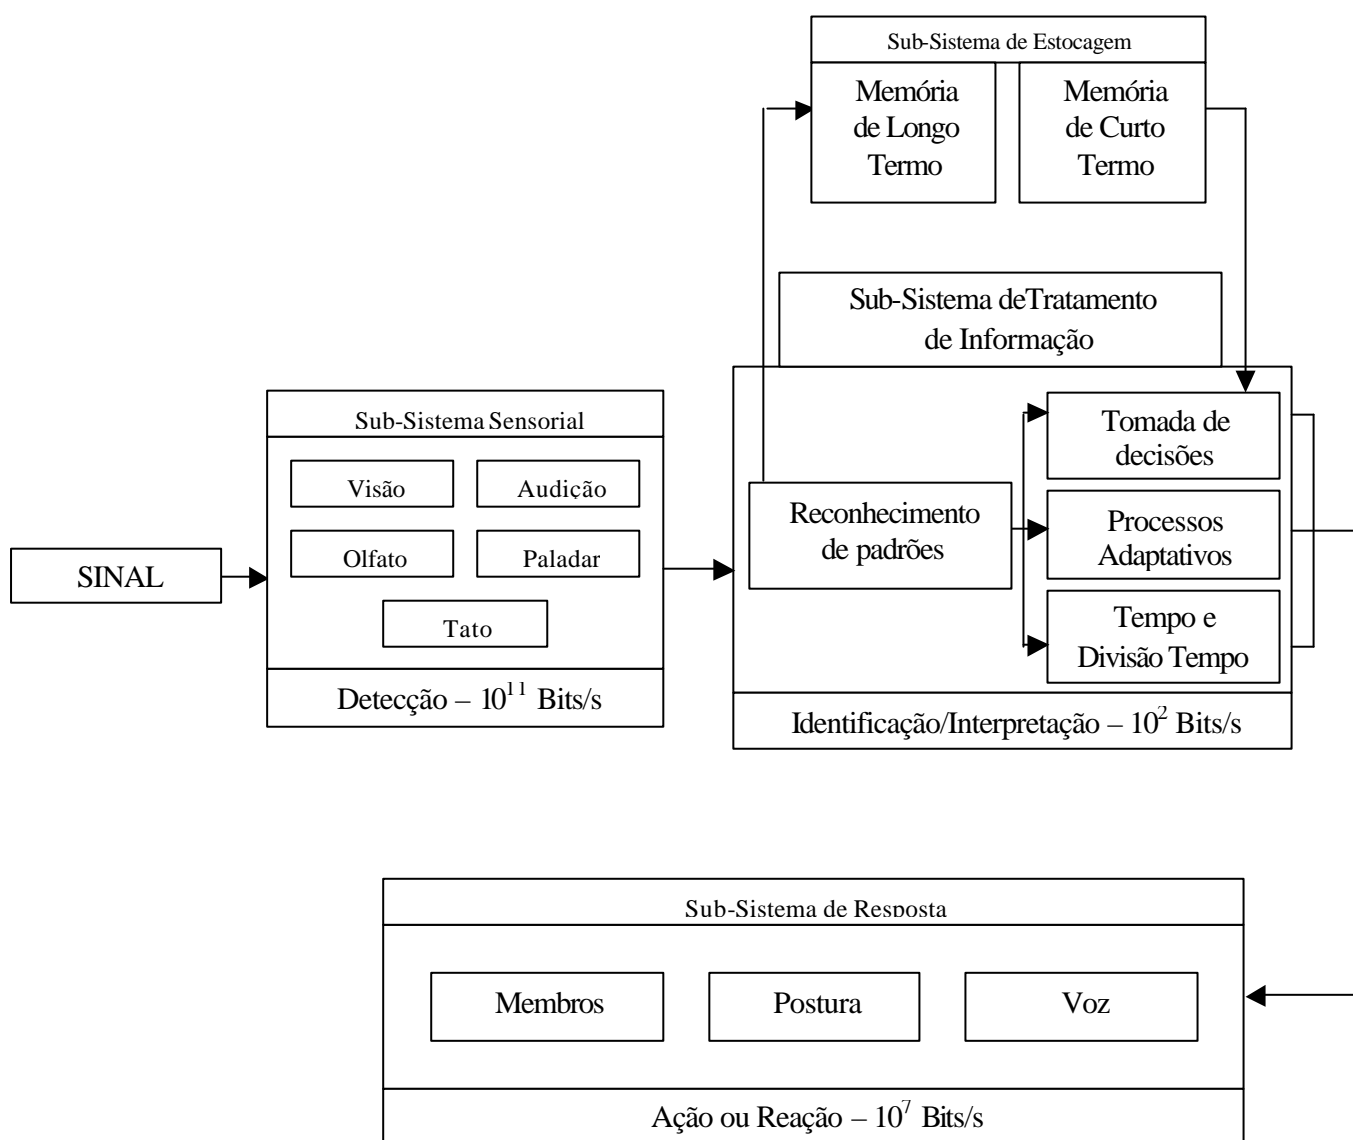 Sub-Sistema de Estocagem
Memória
de Longo
Termo
Memória
de Curto
Termo
Sub-Sistema deTratamento
de Informação
Sub-Sistema Sensorial
Visão
Audição
Olfato
Paladar
Tato
Detecção – 10¹¹ Bits/s
SINAL
Reconhecimento
de padrões
Tomada de
decisões
Processos
Adaptativos
Tempo e
Divisão Tempo
Identificação/Interpretação – 10² Bits/s
Sub-Sistema de Resposta
Membros
Postura
Voz
Ação ou Reação – 10⁷ Bits/s